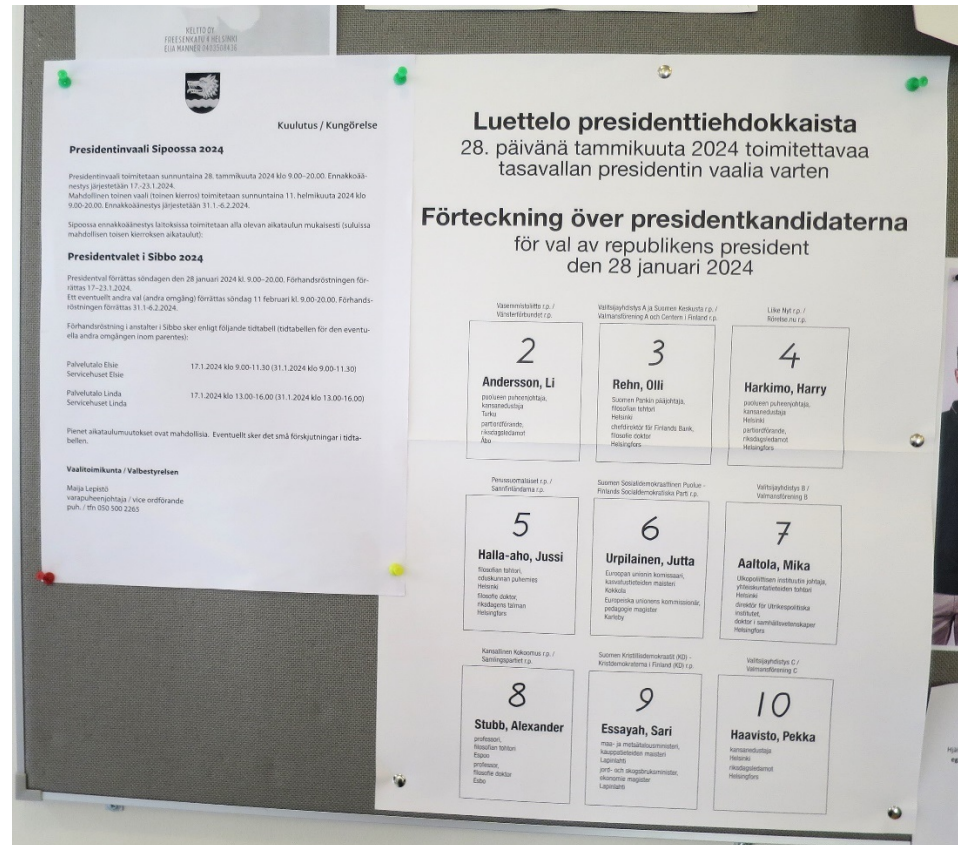 NELTTO OY
FREESENKATU 4 HELSINKI
EIJA MANNER 0403508436
Kuulutus / Kungörelse
Presidentinvaali Sipoossa 2024
Presidentinvaali toimitetaan sunnuntaina 28. tammikuuta 2024 klo 9.00–20.00. Ennakkoää-
nestys järjestetään 17.-23.1.2024.
Mahdollinen toinen vaali (toinen kierros) toimitetaan sunnuntaina 11. helmikuuta 2024 klo
9.00-20.00. Ennakkoäänestys järjestetään 31.1.-6.2.2024.
Sipoossa ennakkoäänestys laitoksissa toimitetaan alla olevan aikataulun mukaisesti (suluissa
mahdollisen toisen kierroksen aikataulut):
Presidentvalet i Sibbo 2024
Presidentval förrättas söndagen den 28 januari 2024 kl. 9.00–20.00. Förhandsröstningen för-
rättas 17–23.1.2024.
Ett eventuellt andra val (andra omgång) förrättas söndag 11 februari kl. 9.00-20.00. Förhands-
röstningen förrättas 31.1-6.2.2024.
Förhandsröstning i anstalter i Sibbo sker enligt följande tidtabell (tidtabellen för den eventu-
ella andra omgången inom parentes):
Palvelutalo Elsie 17.1.2024 klo 9.00-11.30 (31.1.2024 klo 9.00-11.30)
Servicehuset Elsie
Palvelutalo Linda 17.1.2024 klo 13.00-16.00 (31.1.2024 klo 13.00-16.00)
Servicehuset Linda
Pienet aikataulumuutokset ovat mahdollisia. Eventuellt sker det små förskjutningar i tidta-
bellen.
Vaalitoimikunta / Valbestyrelsen
Maija Lepistö
varapuheenjohtaja / vice ordförande
puh. / tfn 050 500 2265
Luettelo presidenttiehdokkaista
28. päivänä tammikuuta 2024 toimitettavaa
tasavallan presidentin vaalia varten
Förteckning över presidentkandidaterna
för val av republikens president
den 28 januari 2024
Vasemmistoliitto r.p. /
Vänsterförbundet r.p.
2
Andersson, Li
puolueen puheenjohtaja,
kansanedustaja
Turku
partiordförande,
riksdagsledamot
Åbo
Valitsijayhdistys A ja Suomen Keskusta r.p. /
Valmansförening A och Centern i Finland r.p.
3
Rehn, Olli
Suomen Pankin pääjohtaja,
filosofian tohtori
Helsinki
chefdirektör för Finlands Bank,
filosofie doktor
Helsingfors
Liike Nyt r.p. /
Rörelse nu r.p.
4
Harkimo, Harry
puolueen puheenjohtaja,
kansanedustaja
Helsinki
partiordförande,
riksdagsledamot
Helsingfors
Perussuomalaiset r.p. /
Sannfinländarna r.p.
5
Halla-aho, Jussi
filosofian tohtori,
eduskunnan puhemies
Helsinki
filosofie doktor,
riksdagens talman
Helsingfors
Suomen Sosialidemokraattinen Puolue -
Finlands Socialdemokratiska Parti r.p.
6
Urpilainen, Jutta
Euroopan unionin komissaari,
kasvatustieteiden maisteri
Kokkola
Europeiska unionens kommissionär,
pedagogie magister
Karleby
Valitsijayhdistys B /
Valmansförening B
7
Aaltola, Mika
Ulkopoliittisen instituutin johtaja,
yhteiskuntatieteiden tohtori
Helsinki
direktör för Utrikespolitiska
institutet,
doktor i samhällsvetenskaper
Helsingfors
Kansallinen Kokoomus r.p. /
Samlingspartiet r.p.
8
Stubb, Alexander
professori,
filosofian tohtori
Espoo
professor,
filosofie doktor
Esbo
Suomen Kristillisdemokraatit (KD) -
Kristdemokraterna i Finland (KD) r.p.
9
Essayah, Sari
maa- ja metsätalousministeri,
kauppatieteiden maisteri
Lapinlahti
jord- och skogsbruksminister,
ekonomie magister
Lapinlahti
Valitsijayhdistys C /
Valmansförening C
10
Haavisto, Pekka
kansanedustaja
Helsinki
riksdagsledamot
Helsingfors